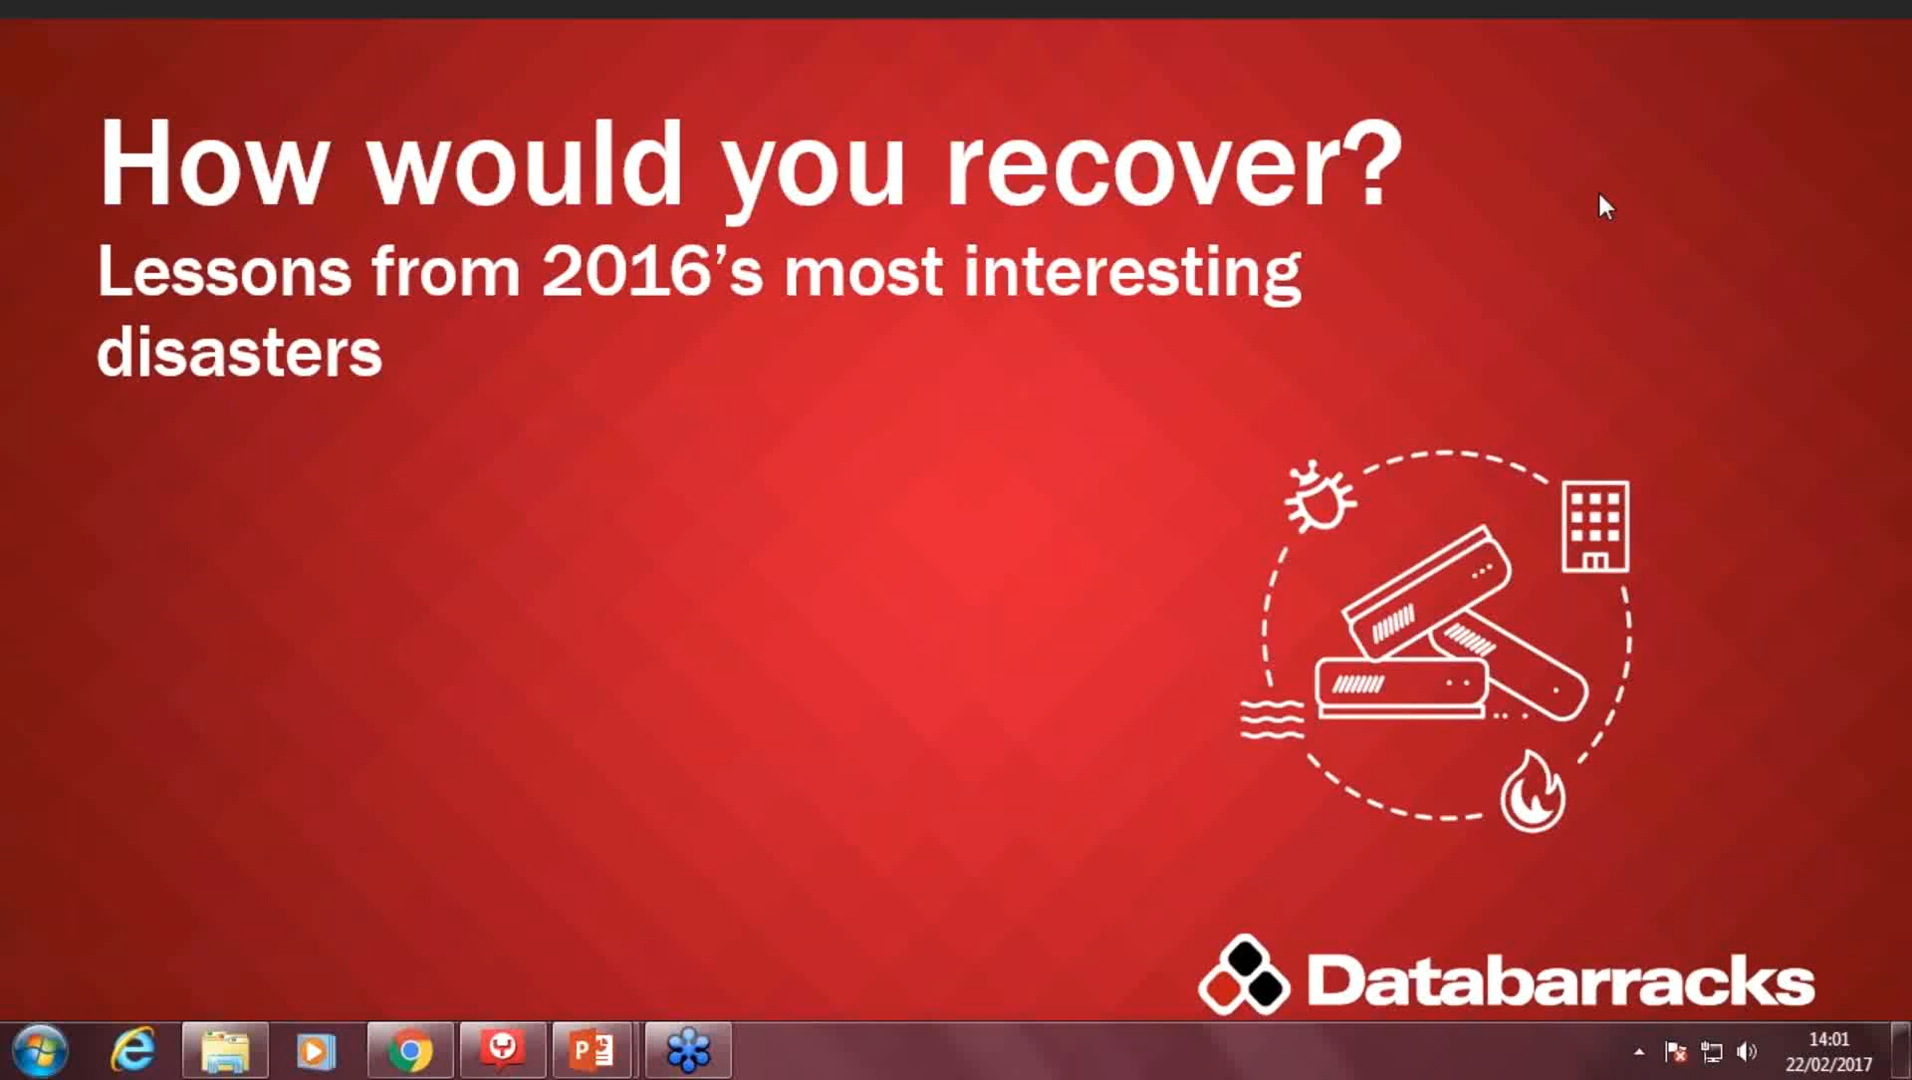 How would you recover?
Lessons from 2016’s most interesting
disasters
Databarracks
14:01
22/02/2017